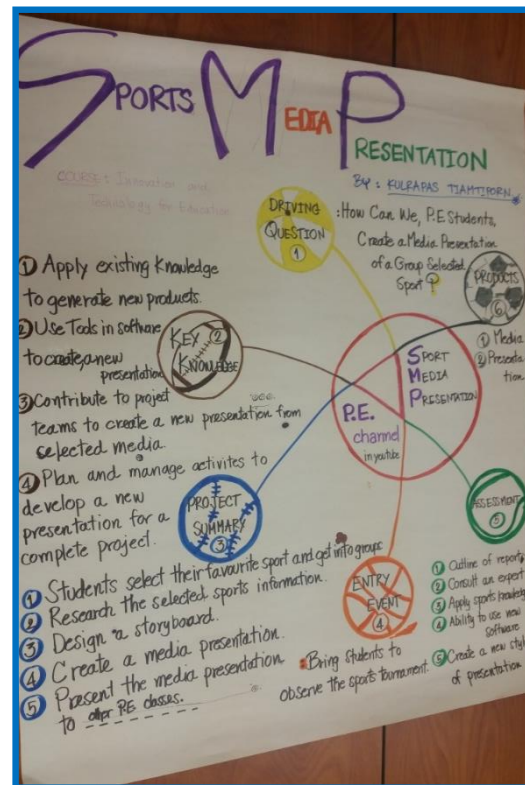 SPORTS MEDIA PRESENTATION
COURSE: Innovation and
Technology for Education
BY: KULRAPAS TIAMTIPORN
DRIVING
QUESTION
1
:How Can We, P.E Students,
Create a Media Presentation
of a Group Selected
Sport?
PRODUCTS
6
① Media
② Presenta
tion
① Apply existing Knowledge
to generate new products.
② Use Tools in software
to create, a new
presentation
③ Contribute to project
teams to create a new presentation from
selected media.
④ Plan and manage activites to
develop a new
presentation for a
complete project.
KEY 2
KNOWLEDGE
SPORT
MEDIA
PRESENTATION
P.E.
channel
in youtube
PROJECT
SUMMARY
3
ASSESSMENT
5
① Outline of report
② Consult an expert
③ Apply sports knowledge
④ Ability to use new
software
⑤ Create a new style
of presentation
ENTRY
EVENT
4
:Bring students to
observe the sports tournament.
① Students select their favourite sport and get into groups
② Research the selected sports information.
③ Design a storyboard.
④ Create a media presentation.
⑤ Present the media presentation
to other P.E. classes.